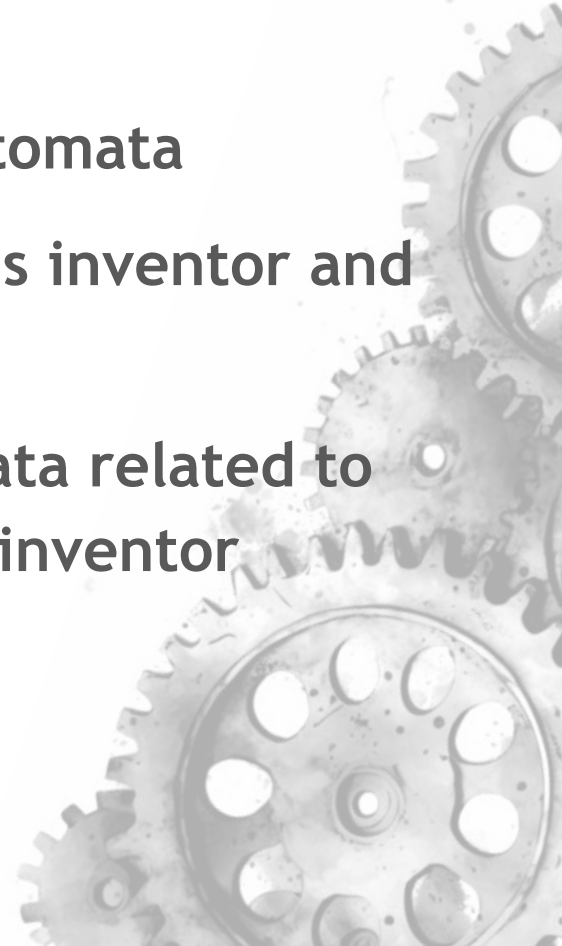 tomata
s inventor and
ata related to
inventor